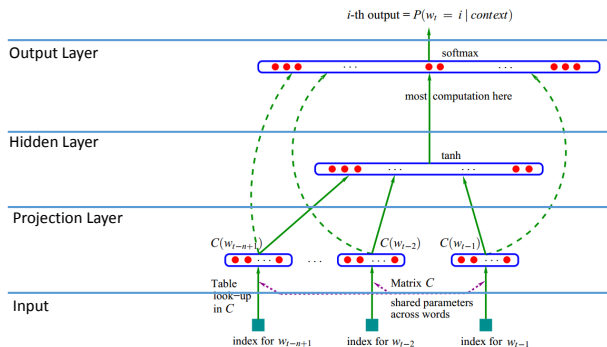 i-th output = P(w_t = i | context)
Output Layer
softmax
... ...
most computation here
Hidden Layer
tanh
... ...
Projection Layer
C(w_{t−n+1}) C(w_{t−2}) C(w_{t−1})
... ... ... ...
Table
look−up
in C
Matrix C
shared parameters
across words
Input
index for w_{t−n+1} index for w_{t−2} index for w_{t−1}